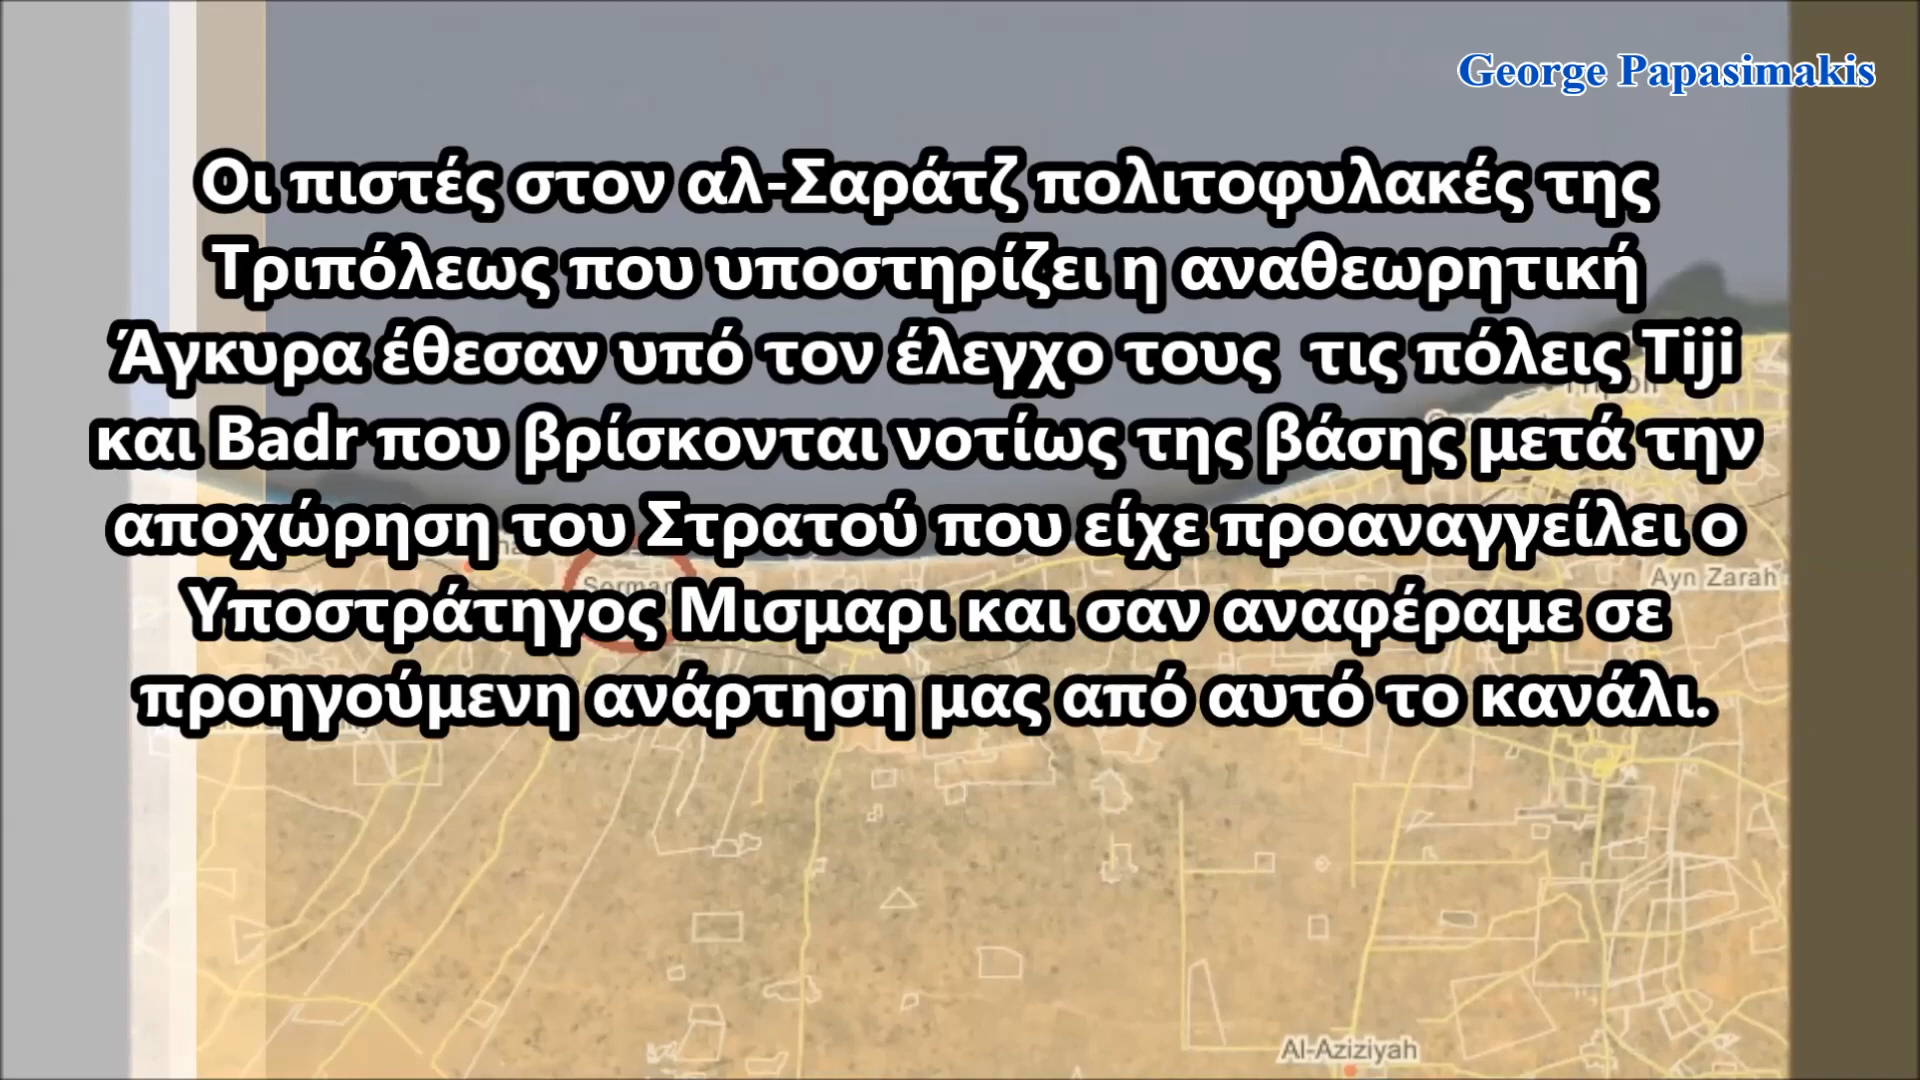 George Papasimakis
Οι πιστές στον αλ-Σαράτζ πολιτοφυλακές της
Τριπόλεως που υποστηρίζει η αναθεωρητική
Άγκυρα έθεσαν υπό τον έλεγχο τους τις πόλεις Tiji
και Badr που βρίσκονται νοτίως της βάσης μετά την
αποχώρηση του Στρατού που είχε προαναγγείλει ο
Υποστράτηγος Μισμαρι και σαν αναφέραμε σε
προηγούμενη ανάρτηση μας από αυτό το κανάλι.
Ayn Zarah
Al-Aziziyah